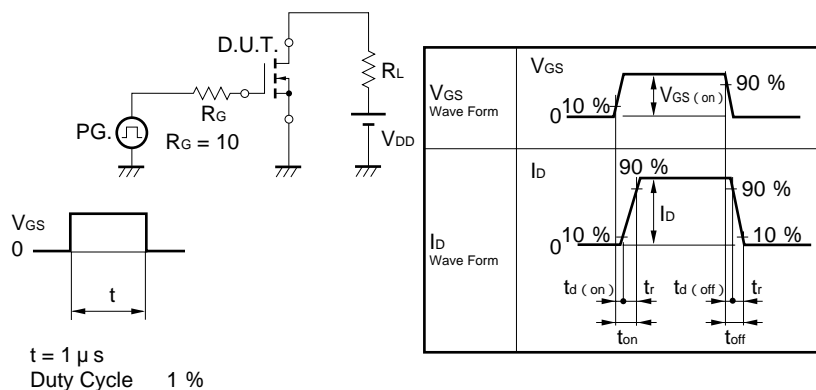 D.U.T.
RL
RG
PG.
RG = 10
VDD
VGS
0
t
t = 1 µ s
Duty Cycle 1 %
VGS
Wave Form
VGS
10 %
90 %
VGS ( on )
0
ID
Wave Form
ID
90 %
90 %
ID
0
10 %
10 %
td ( on )
tr
td ( off )
tr
ton
toff